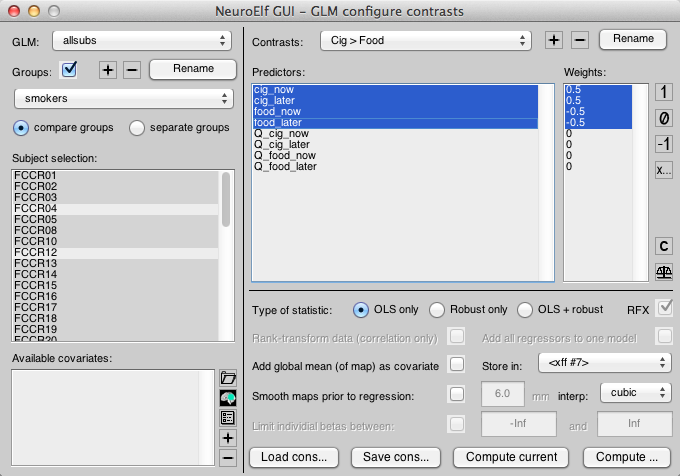 NeuroElf GUI - GLM configure contrasts
GLM: allsubs
Groups: + - Rename
smokers
compare groups separate groups
Subject selection:
FCCR01
FCCR02
FCCR03
FCCR04
FCCR05
FCCR08
FCCR10
FCCR12
FCCR13
FCCR14
FCCR15
FCCR16
FCCR17
FCCR18
FCCR19
FCCR20
Available covariates:
+
-
Contrasts: Cig > Food + - Rename
Predictors: Weights:
cig_now 0.5 1
cig_later 0.5
food_now -0.5 0
food_later -0.5
Q_cig_now 0
Q_cig_later 0 -1
Q_food_now 0
Q_food_later 0 x...
C
Type of statistic: OLS only Robust only OLS + robust RFX
Rank-transform data (correlation only) Add all regressors to one model
Add global mean (of map) as covariate Store in: <xff #7>
Smooth maps prior to regression: 6.0 mm interp: cubic
Limit individial betas between: -Inf and Inf
Load cons... Save cons... Compute current Compute ...